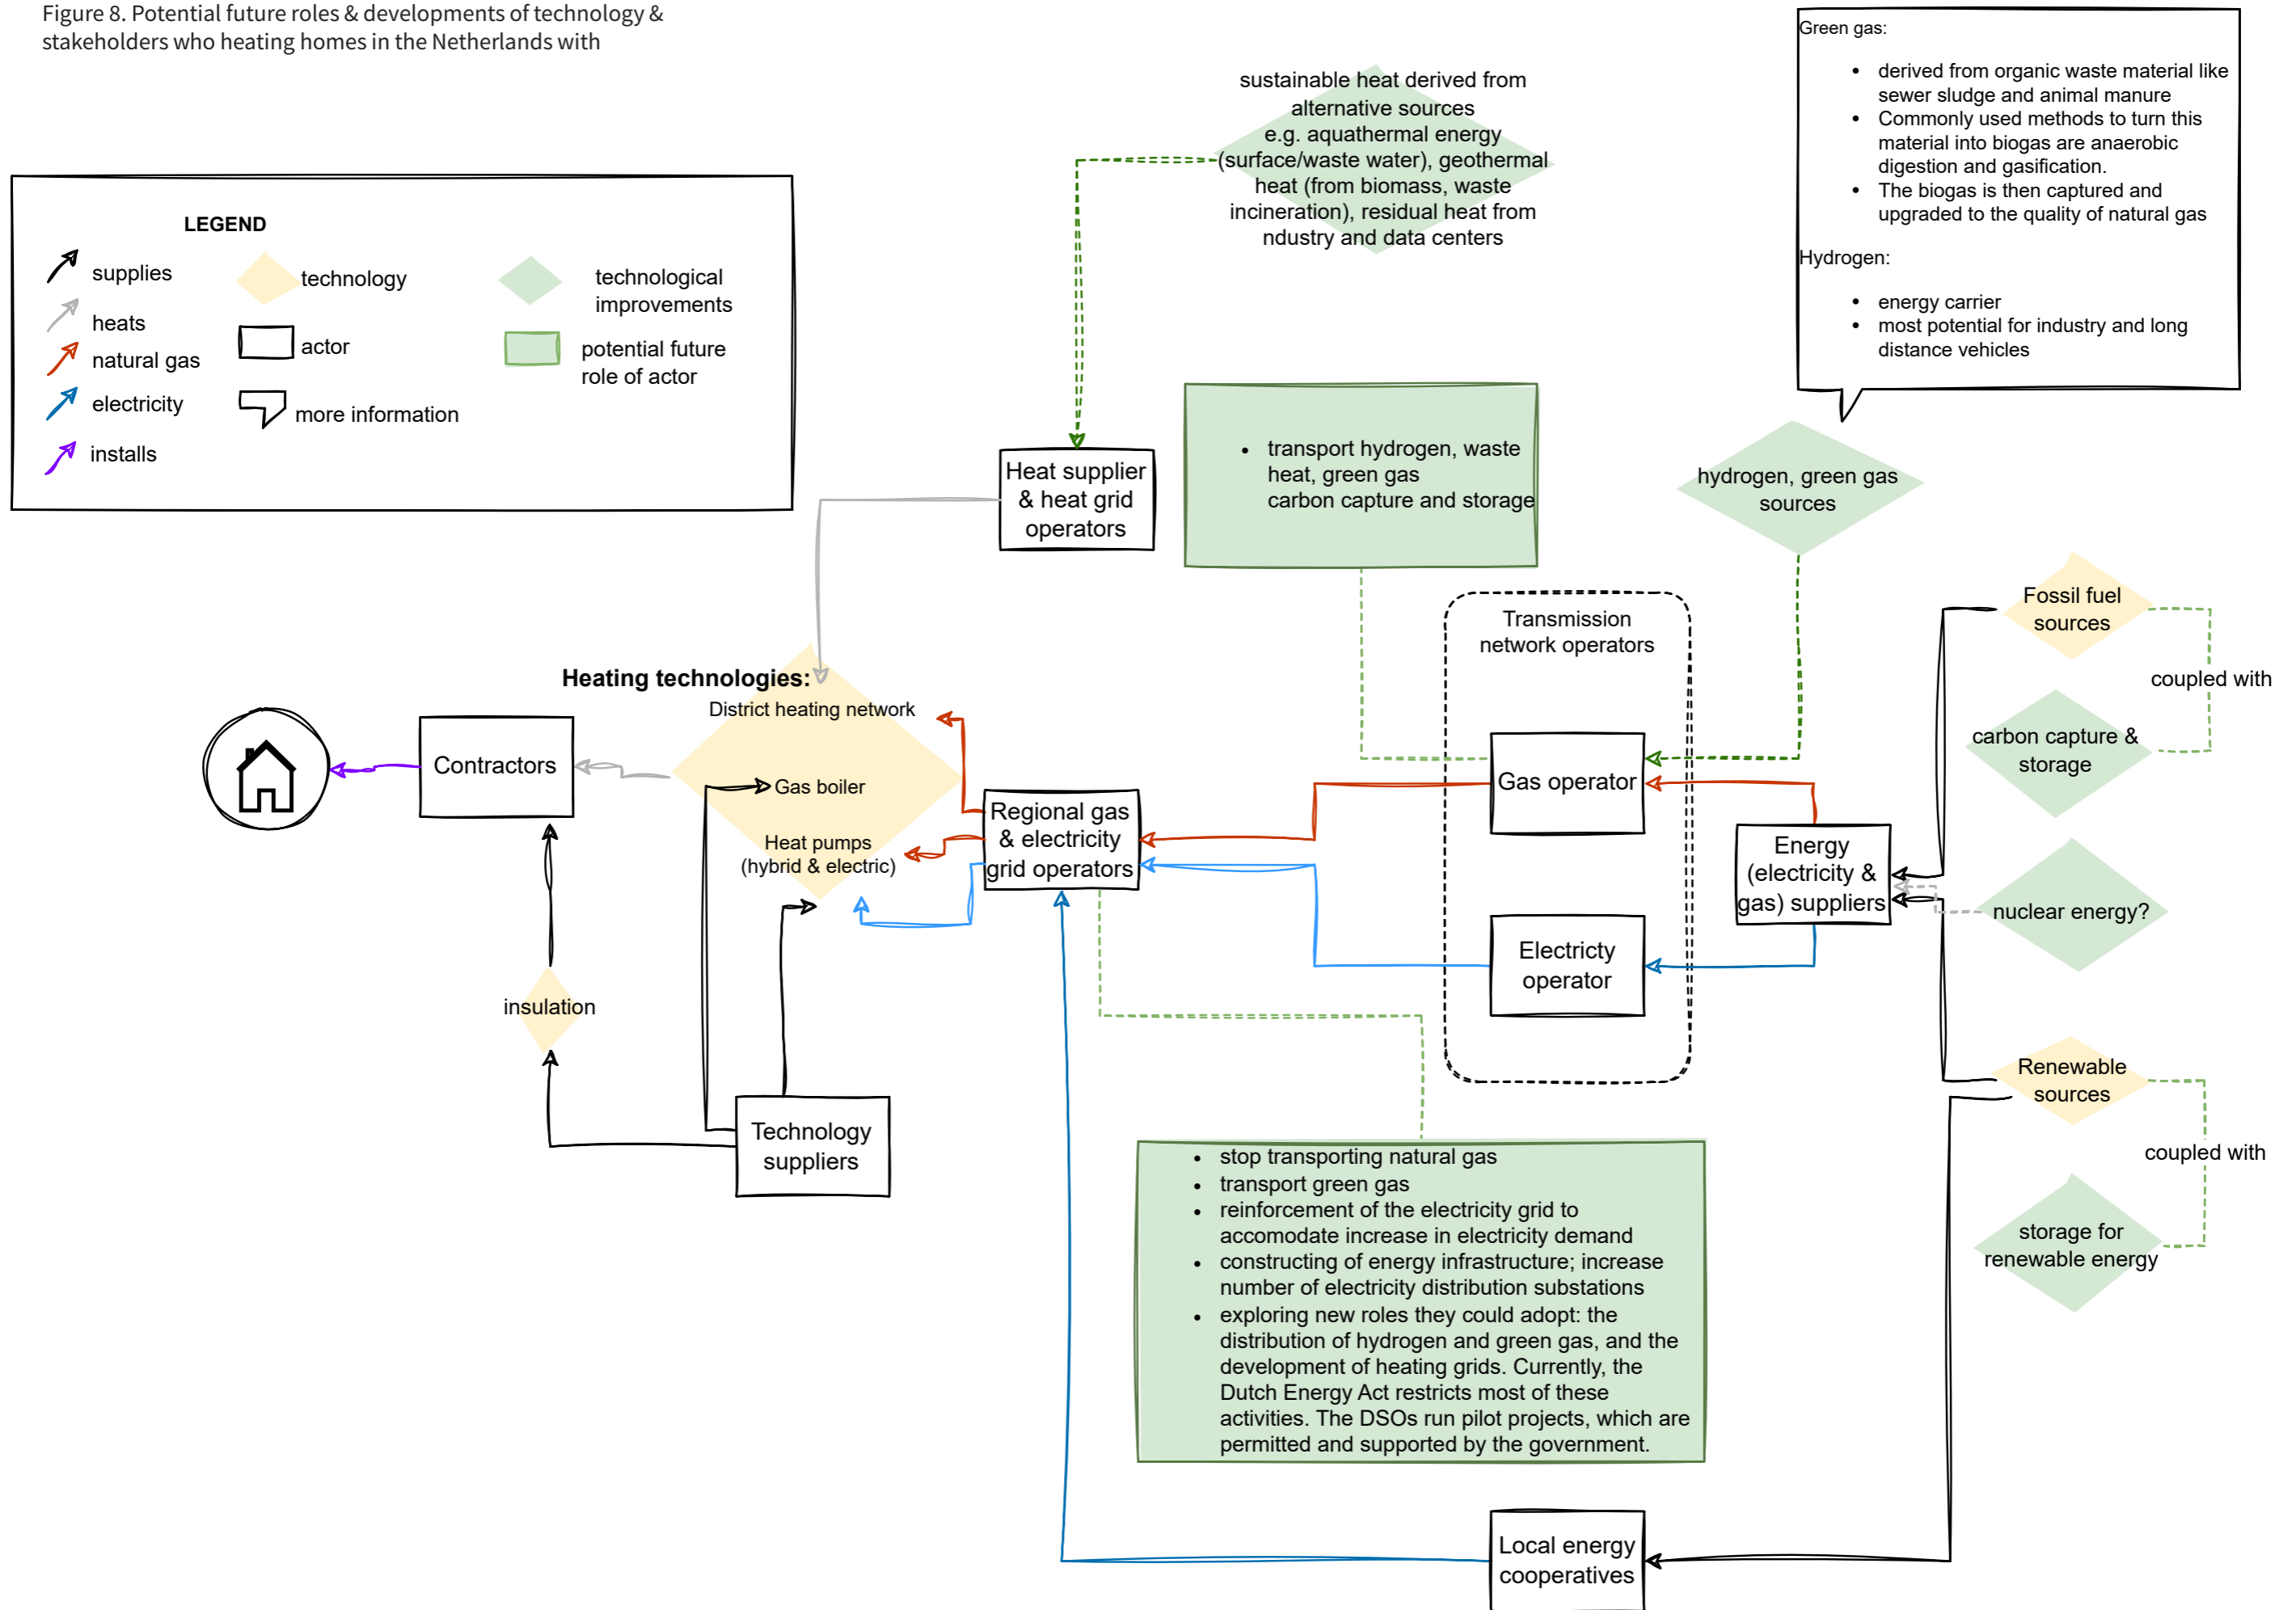 Figure 8. Potential future roles & developments of technology &
stakeholders who heating homes in the Netherlands with
LEGEND
supplies
heats
natural gas
electricity
installs
technology
actor
more information
technological
improvements
potential future
role of actor
sustainable heat derived from
alternative sources
e.g. aquathermal energy
(surface/waste water), geothermal
heat (from biomass, waste
incineration), residual heat from
ndustry and data centers
Green gas:
• derived from organic waste material like
sewer sludge and animal manure
• Commonly used methods to turn this
material into biogas are anaerobic
digestion and gasification.
• The biogas is then captured and
upgraded to the quality of natural gas
Hydrogen:
• energy carrier
• most potential for industry and long
distance vehicles
Heat supplier
& heat grid
operators
• transport hydrogen, waste
heat, green gas
carbon capture and storage
hydrogen, green gas
sources
Transmission
network operators
Fossil fuel
sources
coupled with
carbon capture &
storage
Heating technologies:
District heating network
Gas boiler
Heat pumps
(hybrid & electric)
Contractors
Regional gas
& electricity
grid operators
Gas operator
Energy
(electricity &
gas) suppliers
nuclear energy?
Electricty
operator
insulation
Renewable
sources
coupled with
storage for
renewable energy
Technology
suppliers
• stop transporting natural gas
• transport green gas
• reinforcement of the electricity grid to
accomodate increase in electricity demand
• constructing of energy infrastructure; increase
number of electricity distribution substations
• exploring new roles they could adopt: the
distribution of hydrogen and green gas, and the
development of heating grids. Currently, the
Dutch Energy Act restricts most of these
activities. The DSOs run pilot projects, which are
permitted and supported by the government.
Local energy
cooperatives